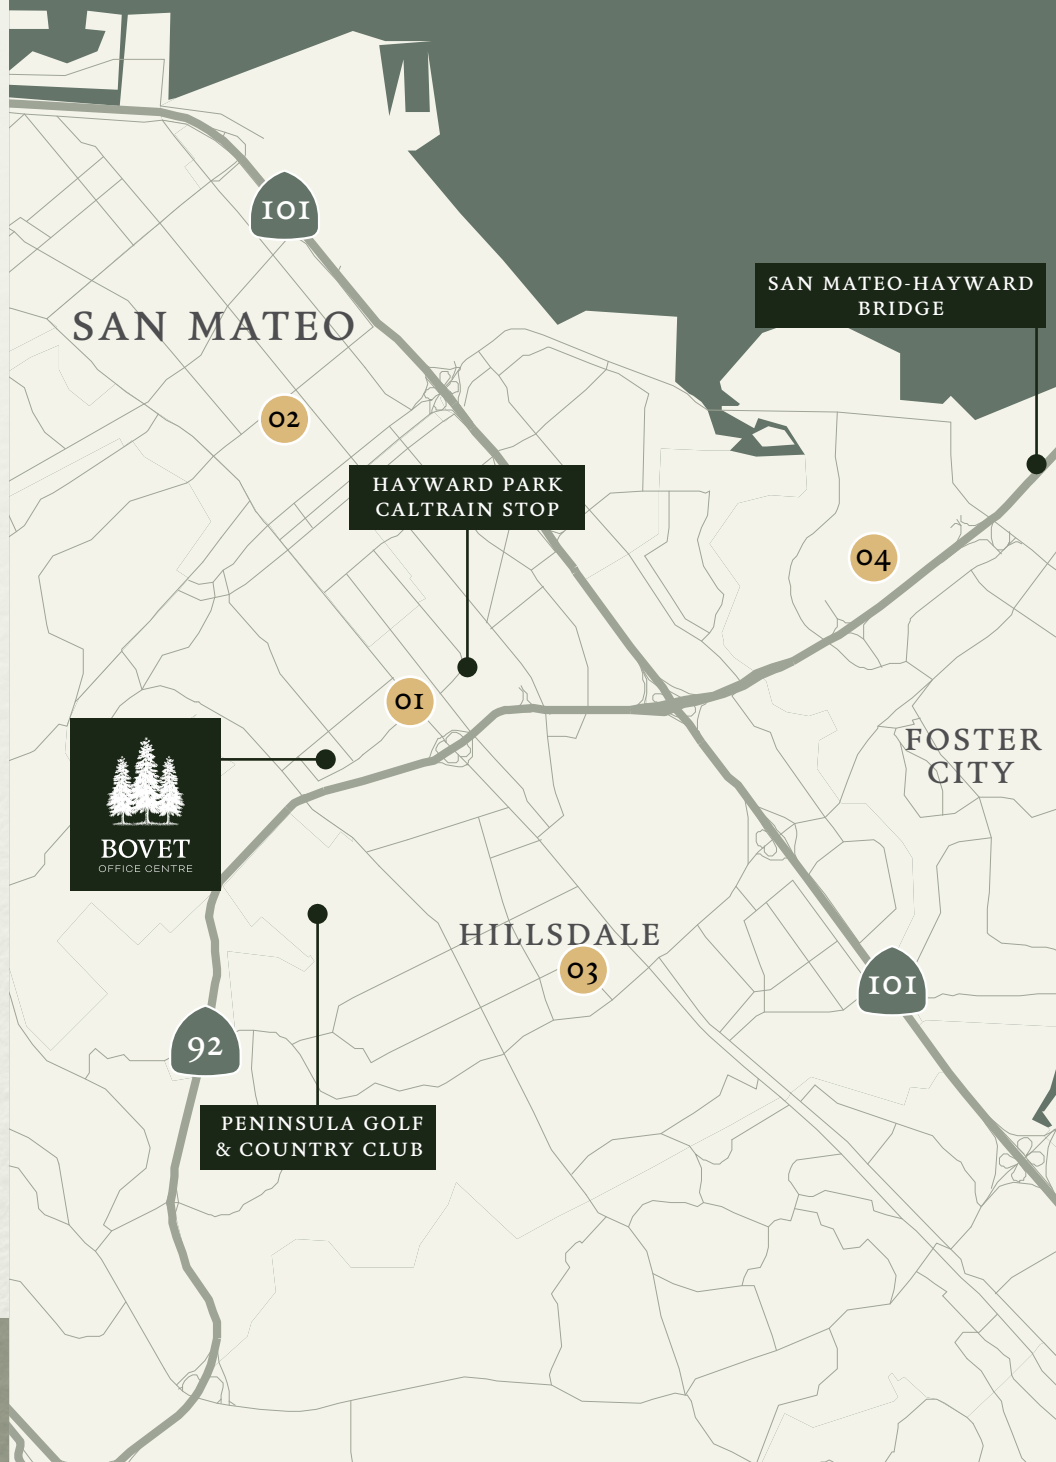 101
SAN MATEO-HAYWARD
BRIDGE
SAN MATEO
02
HAYWARD PARK
CALTRAIN STOP
04
01
FOSTER
CITY
BOVET
OFFICE CENTRE
HILLSDALE
03
101
92
PENINSULA GOLF
& COUNTRY CLUB